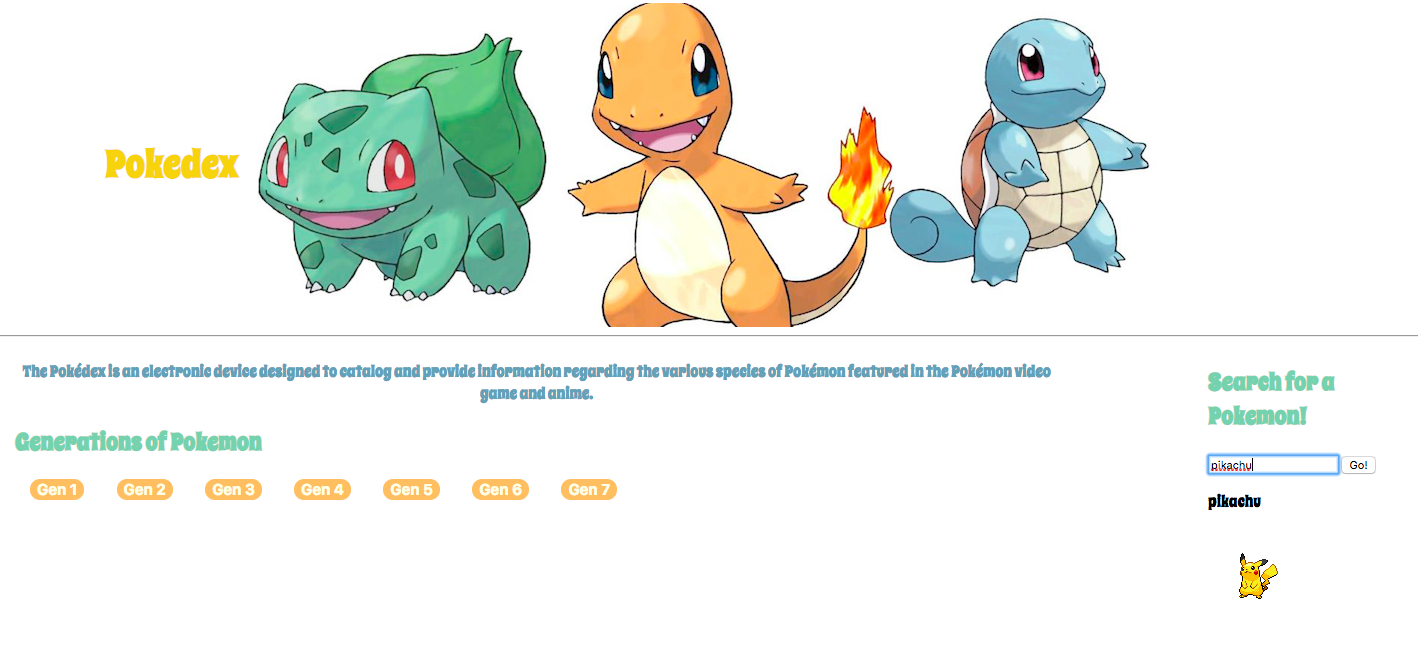 Pokedex
The Pokédex is an electronic device designed to catalog and provide information regarding the various species of Pokémon featured in the Pokémon video
game and anime.
Generations of Pokemon
Gen 1 Gen 2 Gen 3 Gen 4 Gen 5 Gen 6 Gen 7
Search for a
Pokemon!
pikachu Go!
pikachu